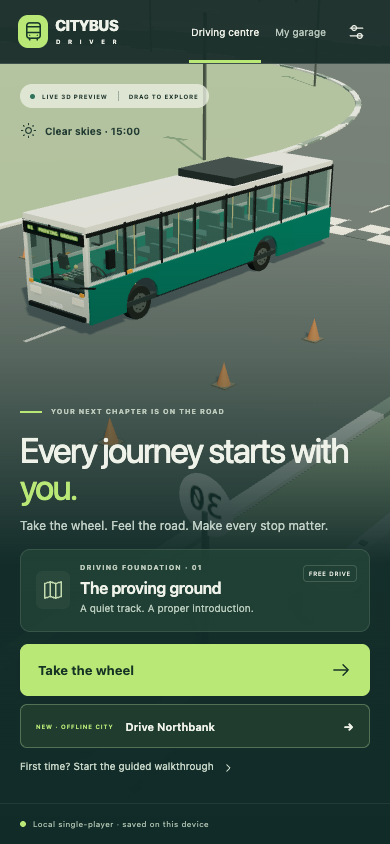 CITYBUS
DRIVER
Driving centre
My garage
LIVE 3D PREVIEW
DRAG TO EXPLORE
Clear skies · 15:00
YOUR NEXT CHAPTER IS ON THE ROAD
Every journey starts with
you.
30
Take the wheel. Feel the road. Make every stop matter.
DRIVING FOUNDATION · 01
FREE DRIVE
The proving ground
A quiet track. A proper introduction.
Take the wheel
NEW · OFFLINE CITY
Drive Northbank
First time? Start the guided walkthrough
Local single-player · saved on this device